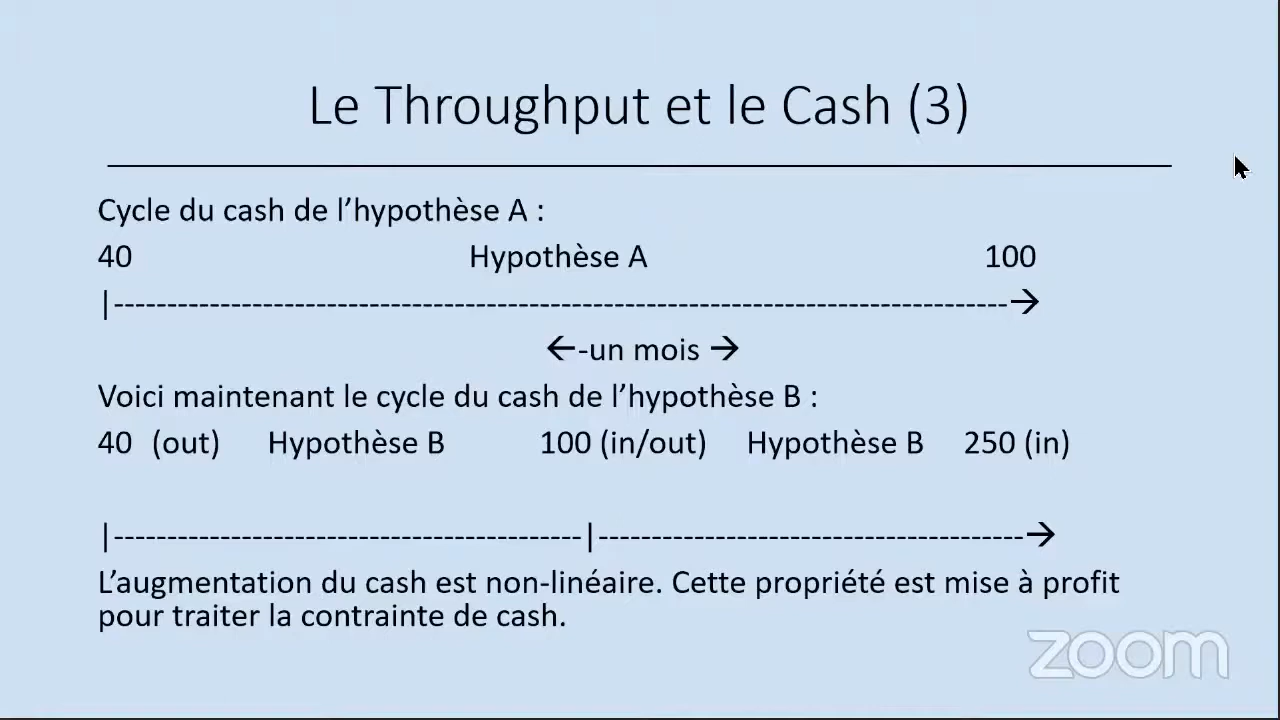 Le Throughput et le Cash (3)
Cycle du cash de l’hypothèse A :
40 Hypothèse A 100
|------------------------------------------------------------------------------------→
←-un mois →
Voici maintenant le cycle du cash de l’hypothèse B :
40 (out) Hypothèse B 100 (in/out) Hypothèse B 250 (in)
|--------------------------------------------|----------------------------------------→
L’augmentation du cash est non-linéaire. Cette propriété est mise à profit
pour traiter la contrainte de cash.
zoom